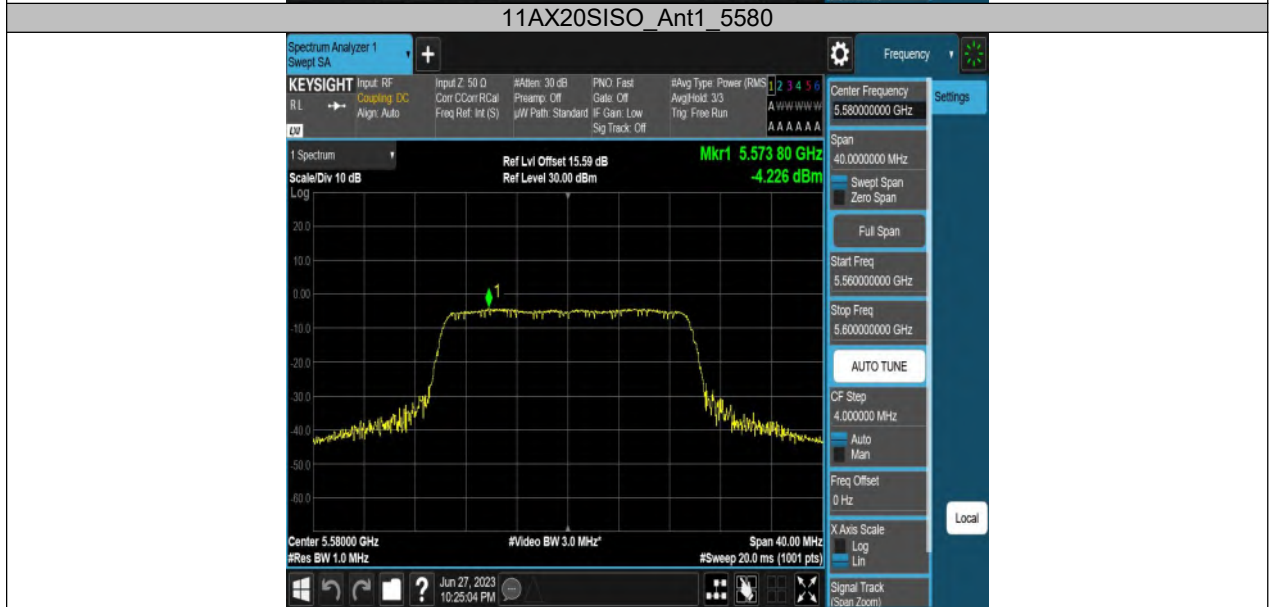 11AX20SISO_Ant1_5580
Spectrum Analyzer 1
Swept SA
+
Frequency
KEYSIGHT
RL
LXI
Input: RF
Coupling: DC
Align: Auto
Input Z: 50 Ω
Corr CCorr RCal
Freq Ref: Int (S)
#Atten: 30 dB
Preamp: Off
µW Path: Standard
PNO: Fast
Gate: Off
IF Gain: Low
Sig Track: Off
#Avg Type: Power (RMS
Avg|Hold: 3/3
Trig: Free Run
1 2 3 4 5 6
A W W W W W
A A A A A A
Center Frequency
5.580000000 GHz
Settings
1 Spectrum
Scale/Div 10 dB
Log
Ref Lvl Offset 15.59 dB
Ref Level 30.00 dBm
Mkr1 5.573 80 GHz
-4.226 dBm
Span
40.0000000 MHz
Swept Span
Zero Span
Full Span
Start Freq
5.560000000 GHz
Stop Freq
5.600000000 GHz
AUTO TUNE
CF Step
4.000000 MHz
Auto
Man
Freq Offset
0 Hz
X Axis Scale
Log
Lin
Signal Track
(Span Zoom)
Local
20.0
10.0
0.00
-10.0
-20.0
-30.0
-40.0
-50.0
-60.0
1
Center 5.58000 GHz
#Res BW 1.0 MHz
#Video BW 3.0 MHz*
Span 40.00 MHz
#Sweep 20.0 ms (1001 pts)
?
Jun 27, 2023
10:25:04 PM